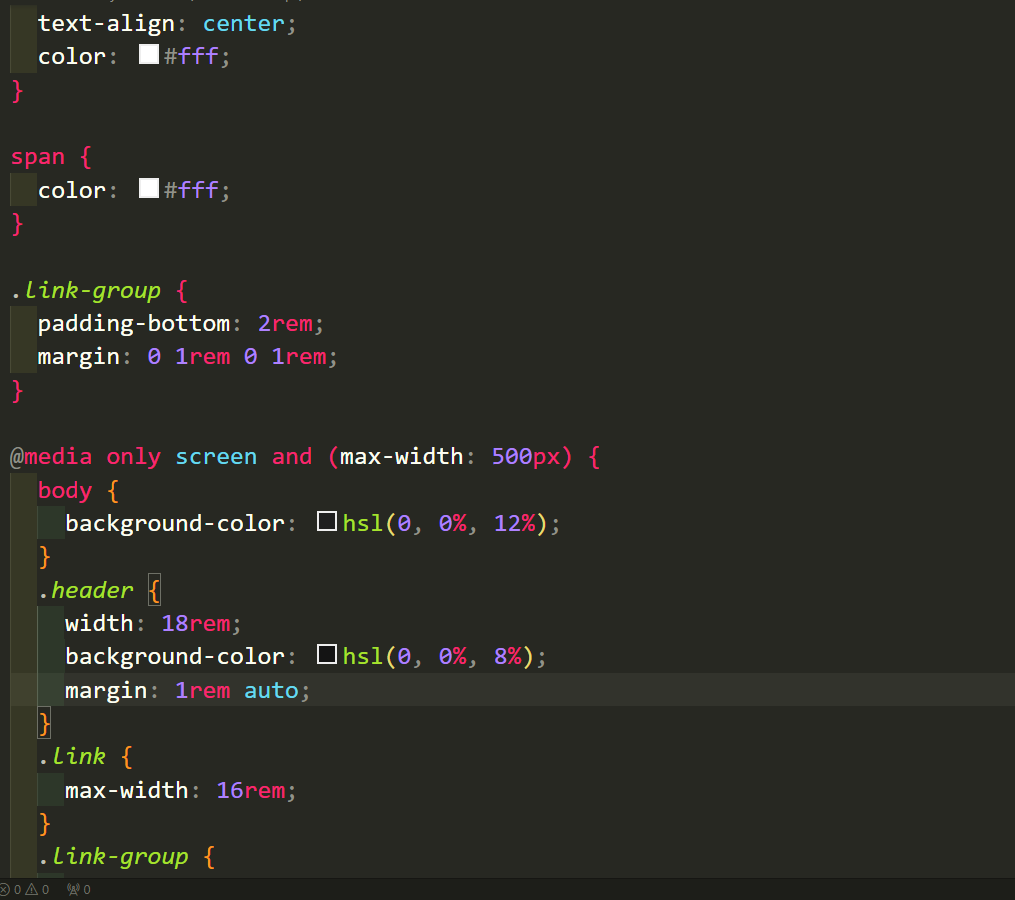 text-align: center;
color: #fff;
}
span {
color: #fff;
}
.link-group {
padding-bottom: 2rem;
margin: 0 1rem 0 1rem;
}
@media only screen and (max-width: 500px) {
body {
background-color: hsl(0, 0%, 12%);
}
.header {
width: 18rem;
background-color: hsl(0, 0%, 8%);
margin: 1rem auto;
}
.link {
max-width: 16rem;
}
.link-group {
0 0 0